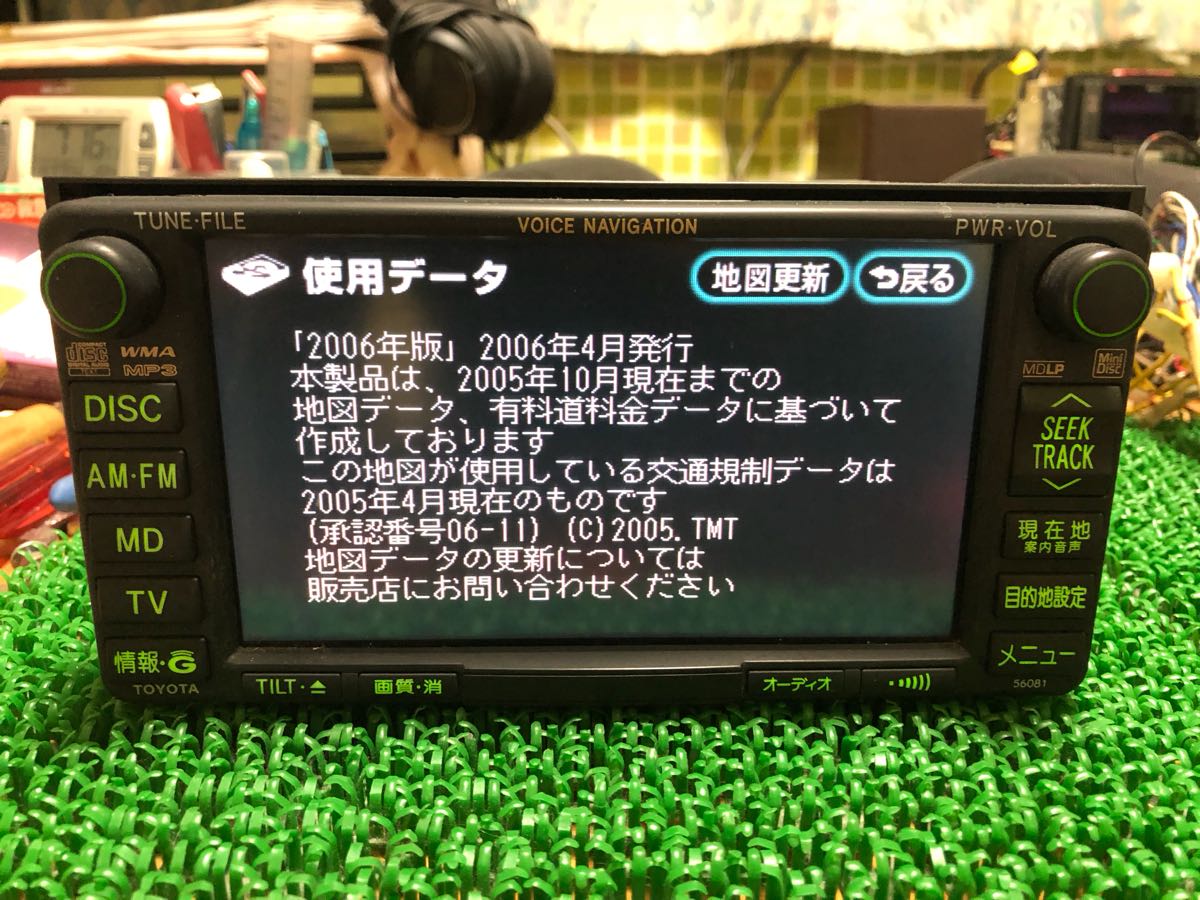 716
TUNE·FILE
VOICE NAVIGATION
PWR·VOL
使用データ
地図更新
戻る
COMPACT disc DIGITAL AUDIO TEXT
WMA
MP3
MDLP
Mini Disc
「2006年版」 2006年4月発行
本製品は、2005年10月現在までの
地図データ、有料道料金データに基づいて
作成しております
この地図が使用している交通規制データは
2005年4月現在のものです
(承認番号06-11) (C)2005.TMT
地図データの更新については
販売店にお問い合わせください
DISC
AM·FM
MD
TV
情報·G
TOYOTA
SEEK
TRACK
現在地
案内音声
目的地設定
メニュー
56081
TILT·
画質·消
オーディオ